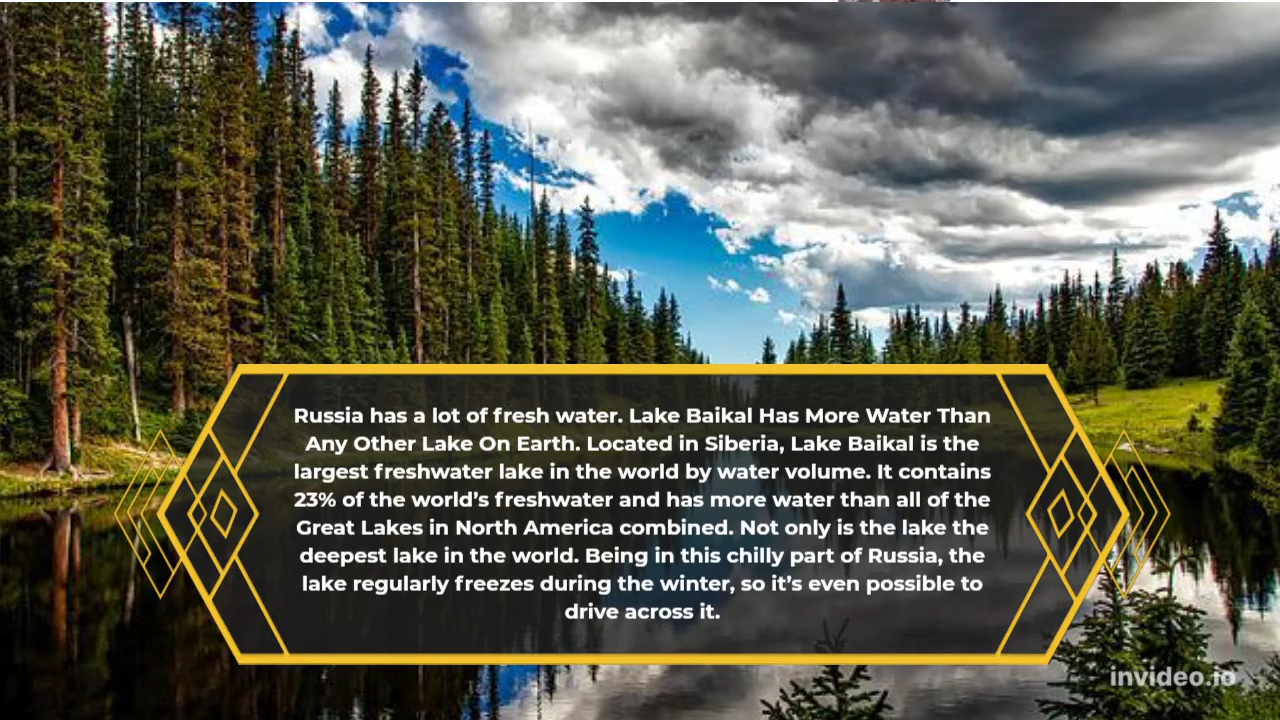 Russia has a lot of fresh water. Lake Baikal Has More Water Than
Any Other Lake On Earth. Located in Siberia, Lake Baikal is the
largest freshwater lake in the world by water volume. It contains
23% of the world’s freshwater and has more water than all of the
Great Lakes in North America combined. Not only is the lake the
deepest lake in the world. Being in this chilly part of Russia, the
lake regularly freezes during the winter, so it’s even possible to
drive across it.
invideo.io